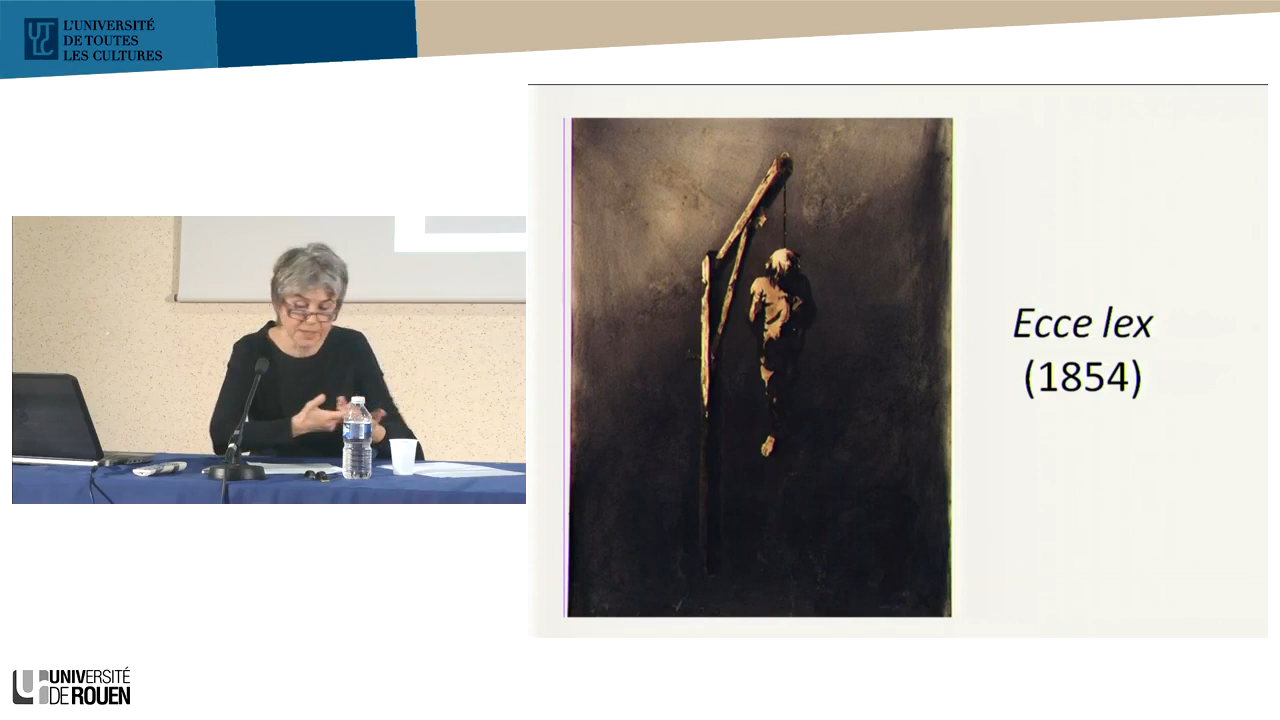 L'UNIVERSITÉ
DE TOUTES
LES CULTURES
Ecce lex
(1854)
UNIVERSITÉ
DE ROUEN